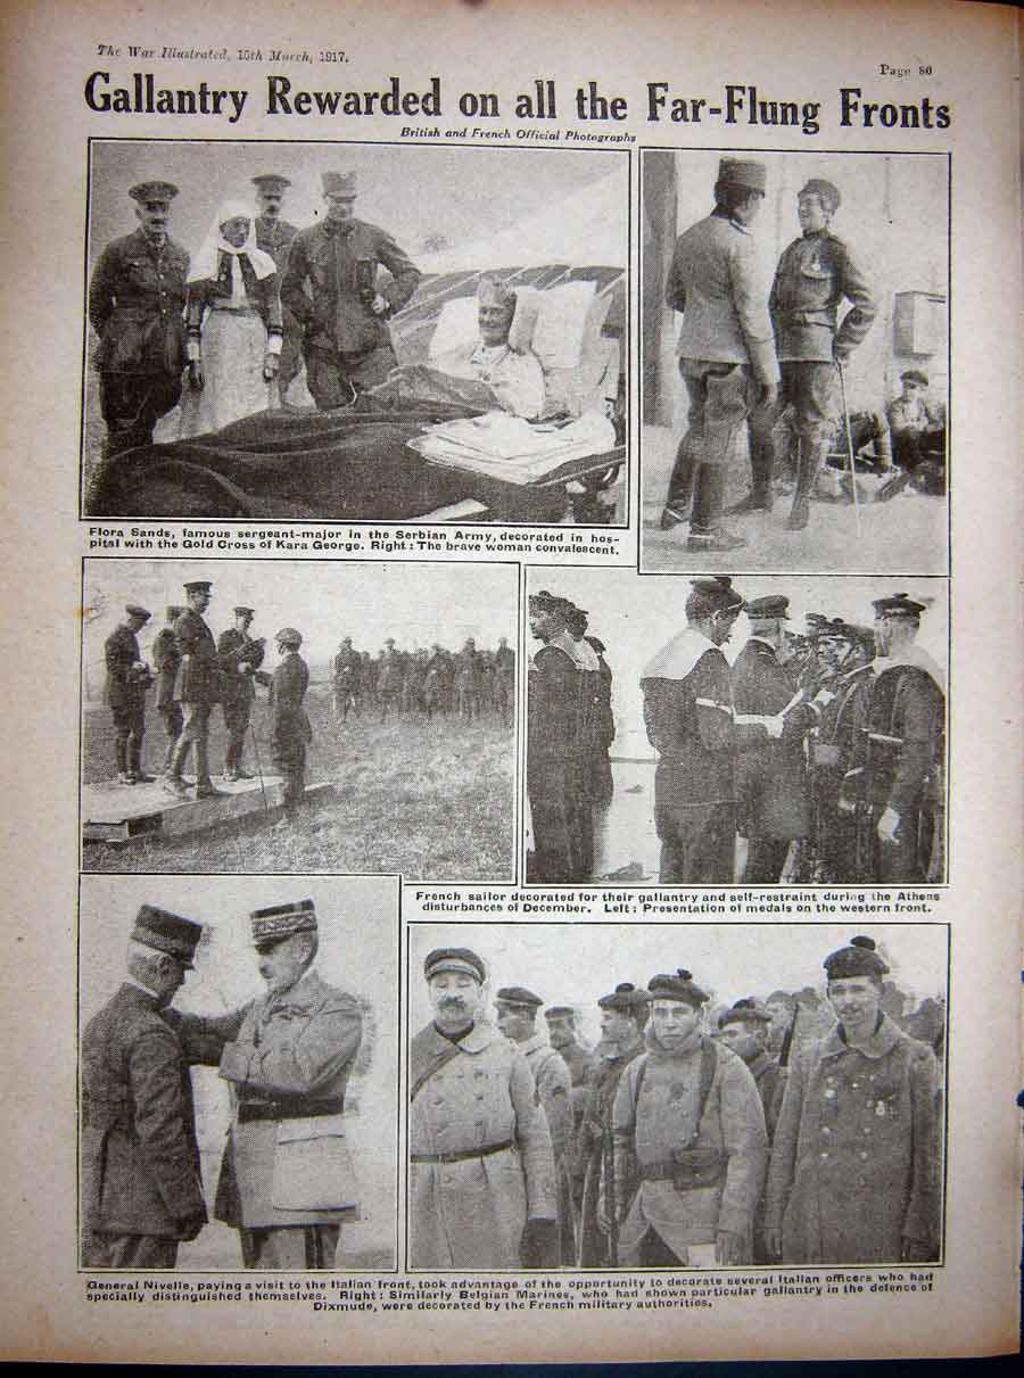 The War Illustrated, 15th March, 1917.
Page 80
Gallantry Rewarded on all the Far-Flung Fronts
British and French Official Photographs
Flora Sands, famous sergeant-major in the Serbian Army, decorated in hos-
pital with the Gold Cross of Kara George. Right: The brave woman convalescent.
French sailor decorated for their gallantry and self-restraint during the Athens
disturbances of December. Left: Presentation of medals on the western front.
General Nivelle, paying a visit to the Italian front, took advantage of the opportunity to decorate several Italian officers who had
specially distinguished themselves. Right: Similarly Belgian Marines, who had shown particular gallantry in the defence of
Dixmude, were decorated by the French military authorities.